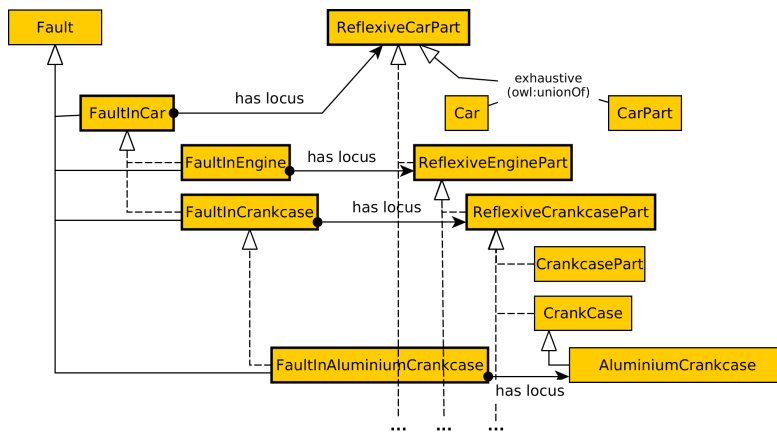 Fault
ReflexiveCarPart
exhaustive
(owl:unionOf)
has locus
FaultInCar
Car
CarPart
has locus
FaultInEngine
ReflexiveEnginePart
has locus
FaultInCrankcase
ReflexiveCrankcasePart
CrankcasePart
CrankCase
FaultInAluminiumCrankcase
AluminiumCrankcase
has locus
... ... ...